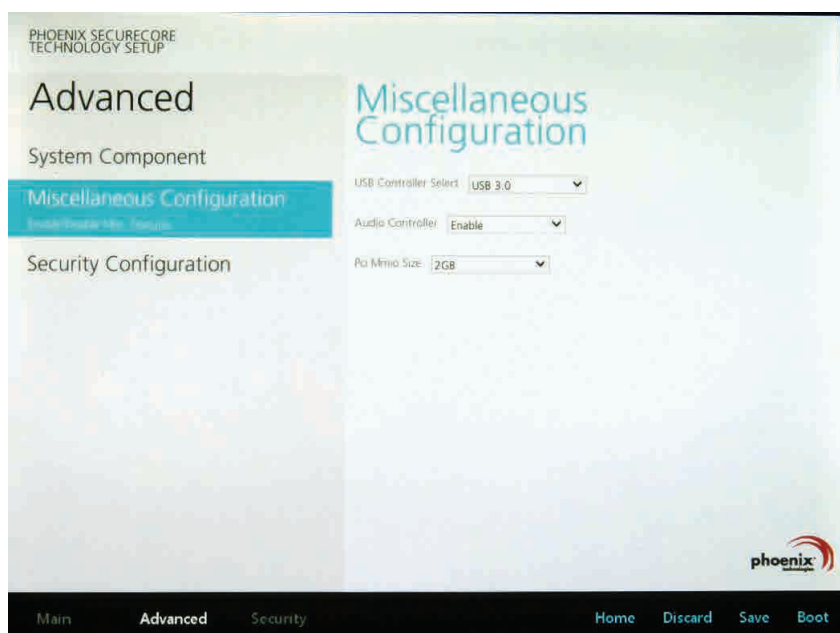 PHOENIX SECURECORE
TECHNOLOGY SETUP
Advanced
System Component
Miscellaneous Configuration
Security Configuration
Miscellaneous
Configuration
USB Controller Select USB 3.0
Audio Controller Enable
Pci Mmio Size 2GB
phoenix
technologies
Main Advanced Security Home Discard Save Boot